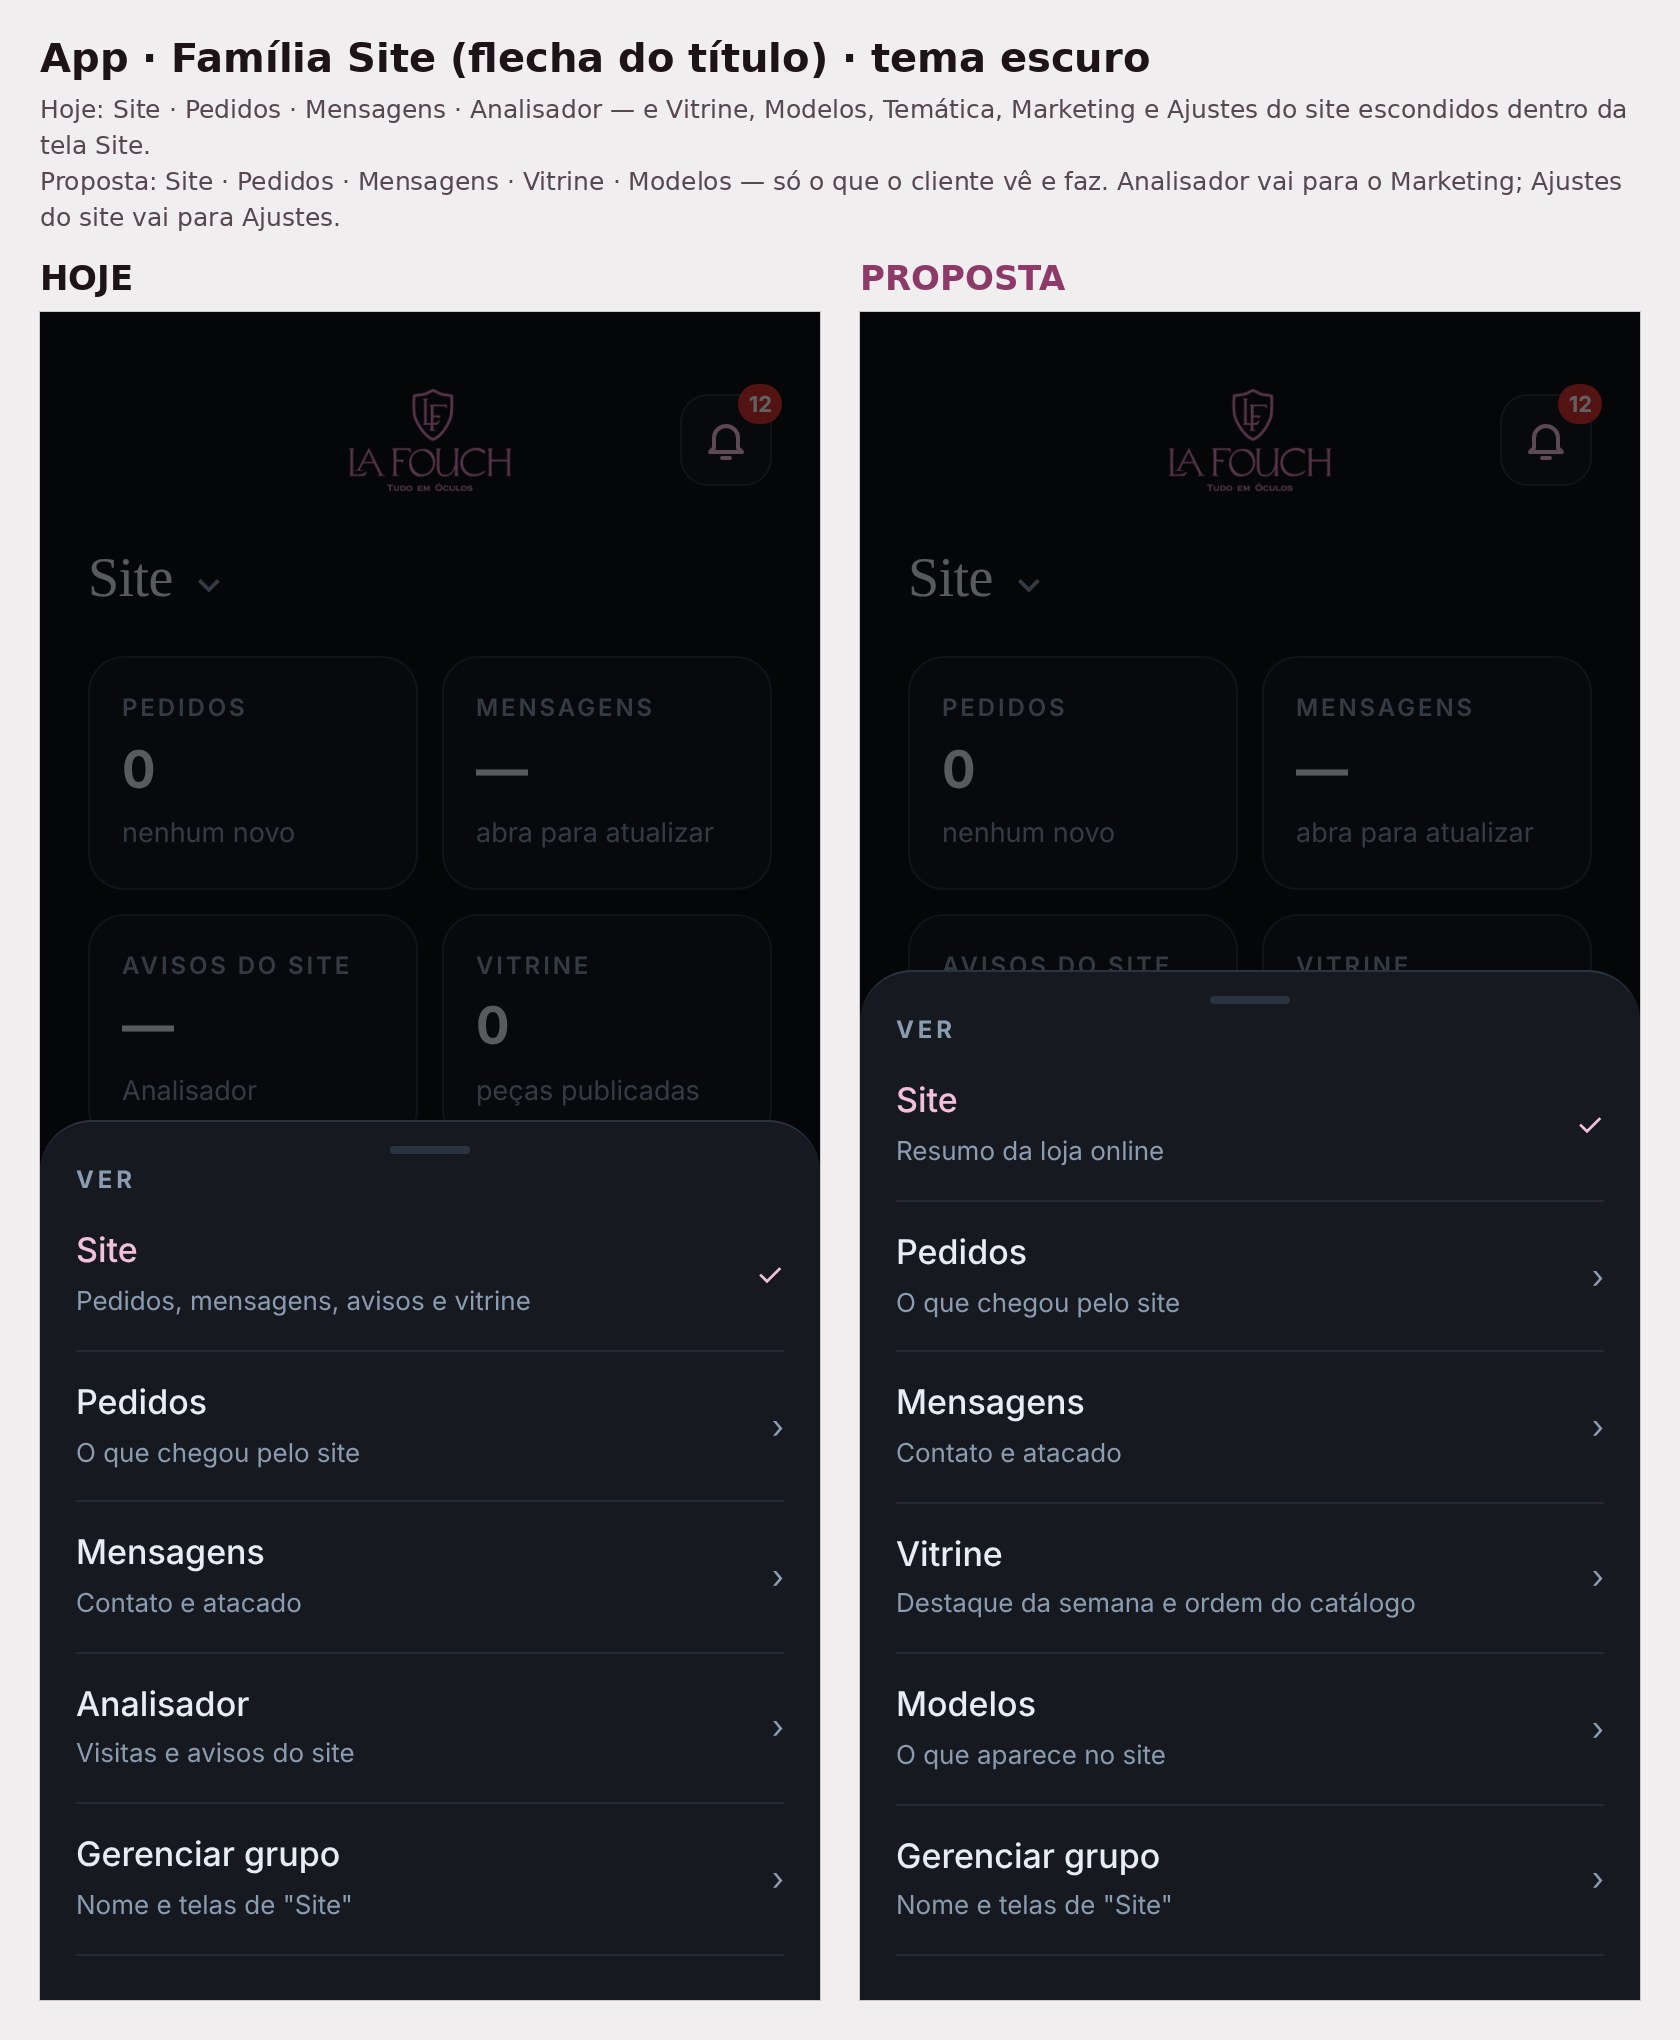 App · Família Site (flecha do título) · tema escuro
Hoje: Site · Pedidos · Mensagens · Analisador — e Vitrine, Modelos, Temática, Marketing e Ajustes do site escondidos dentro da
tela Site.
Proposta: Site · Pedidos · Mensagens · Vitrine · Modelos — só o que o cliente vê e faz. Analisador vai para o Marketing; Ajustes
do site vai para Ajustes.
HOJE
LF
LA FOUCH
TUDO EM ÓCULOS
12
Site
PEDIDOS
0
nenhum novo
MENSAGENS
—
abra para atualizar
AVISOS DO SITE
—
Analisador
VITRINE
0
peças publicadas
VER
Site
Pedidos, mensagens, avisos e vitrine
Pedidos
O que chegou pelo site
Mensagens
Contato e atacado
Analisador
Visitas e avisos do site
Gerenciar grupo
Nome e telas de "Site"
PROPOSTA
LF
LA FOUCH
TUDO EM ÓCULOS
12
Site
PEDIDOS
0
nenhum novo
MENSAGENS
—
abra para atualizar
AVISOS DO SITE
VITRINE
VER
Site
Resumo da loja online
Pedidos
O que chegou pelo site
Mensagens
Contato e atacado
Vitrine
Destaque da semana e ordem do catálogo
Modelos
O que aparece no site
Gerenciar grupo
Nome e telas de "Site"